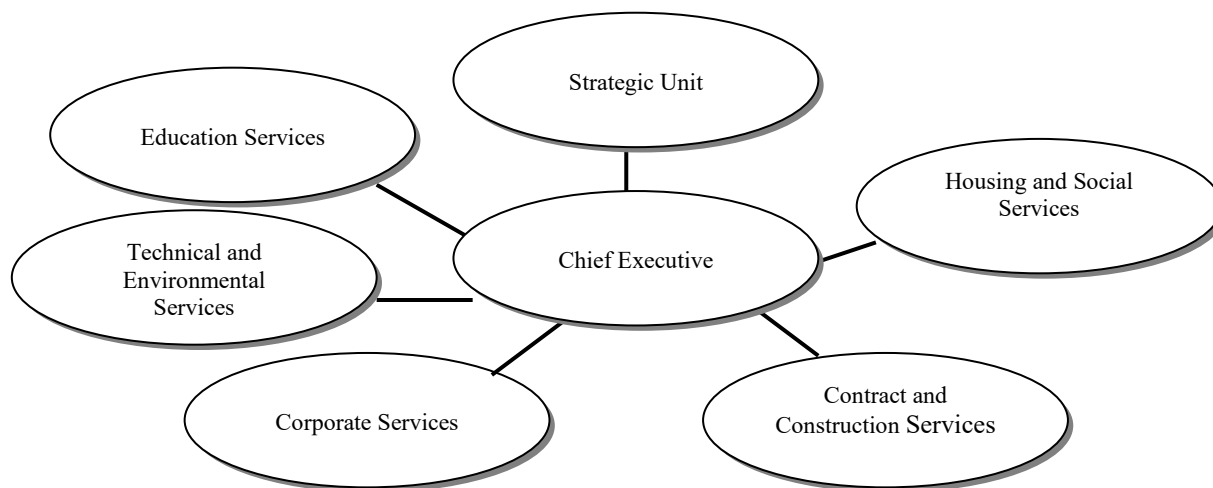 Strategic Unit
Education Services
Housing and Social
Services
Chief Executive
Technical and
Environmental
Services
Contract and
Construction Services
Corporate Services